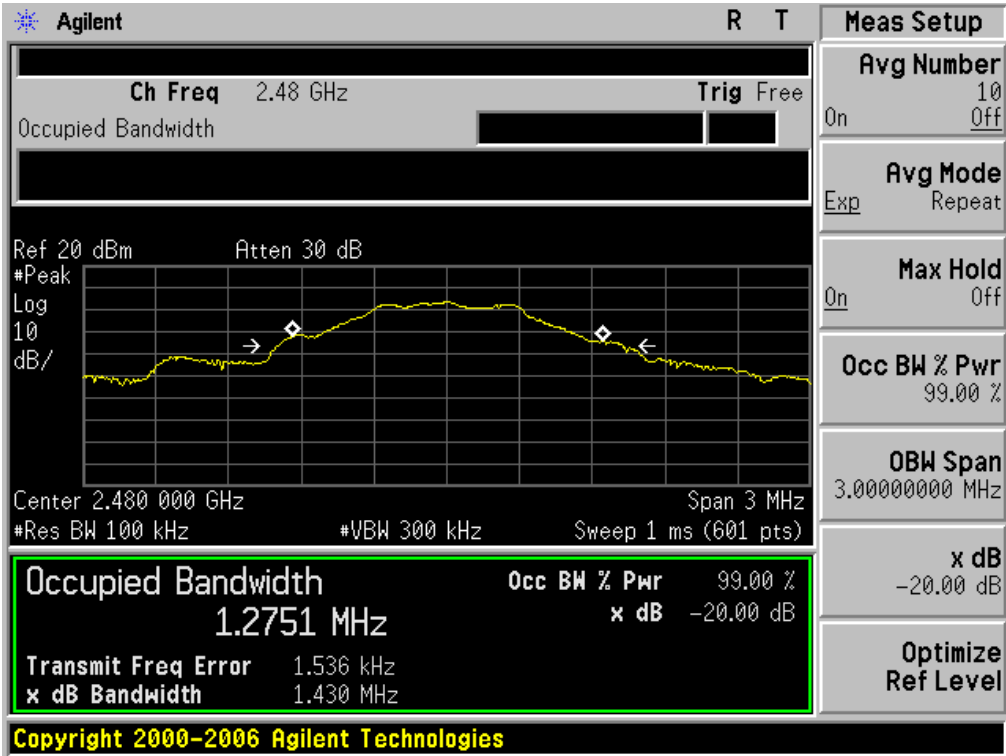 Agilent R T
Ch Freq 2.48 GHz Trig Free
Occupied Bandwidth
Ref 20 dBm Atten 30 dB
#Peak
Log
10
dB/
Center 2.480 000 GHz Span 3 MHz
#Res BW 100 kHz #VBW 300 kHz Sweep 1 ms (601 pts)
Occupied Bandwidth Occ BW % Pwr 99.00 %
1.2751 MHz x dB -20.00 dB
Transmit Freq Error 1.536 kHz
x dB Bandwidth 1.430 MHz
Copyright 2000-2006 Agilent Technologies
Meas Setup
Avg Number
10
On Off
Avg Mode
Exp Repeat
Max Hold
On Off
Occ BW % Pwr
99.00 %
OBW Span
3.00000000 MHz
x dB
-20.00 dB
Optimize
Ref Level